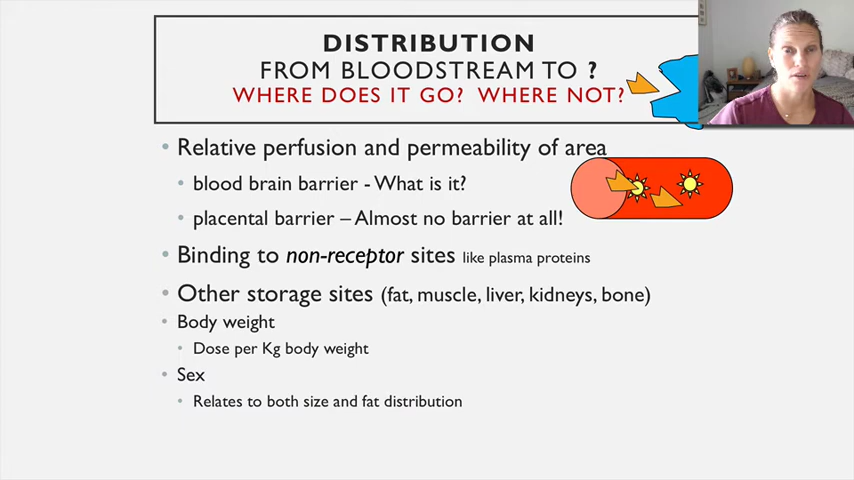 DISTRIBUTION
FROM BLOODSTREAM TO ?
WHERE DOES IT GO? WHERE NOT?
• Relative perfusion and permeability of area
• blood brain barrier - What is it?
• placental barrier – Almost no barrier at all!
• Binding to non-receptor sites like plasma proteins
• Other storage sites (fat, muscle, liver, kidneys, bone)
• Body weight
• Dose per Kg body weight
• Sex
• Relates to both size and fat distribution